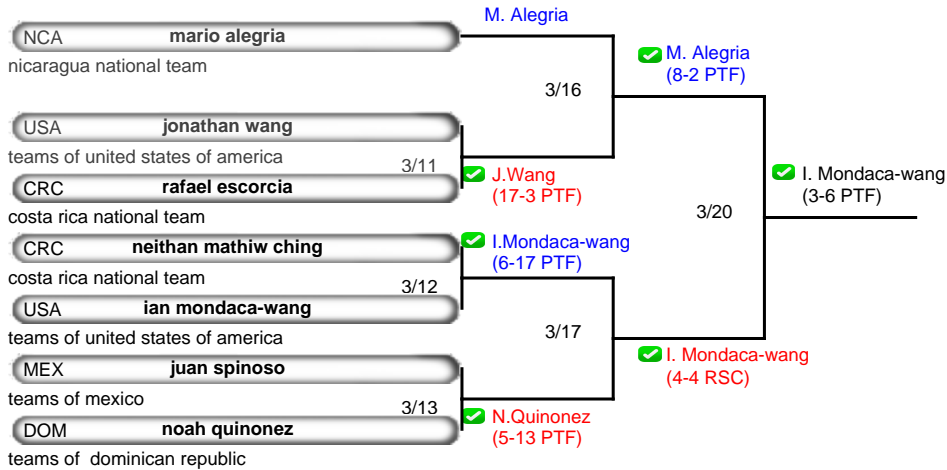 M. Alegria
NCA mario alegria
nicaragua national team
M. Alegria
(8-2 PTF)
3/16
USA jonathan wang
teams of united states of america
3/11
CRC rafael escorcia
costa rica national team
J.Wang
(17-3 PTF)
I. Mondaca-wang
(3-6 PTF)
3/20
CRC neithan mathiw ching
costa rica national team
I.Mondaca-wang
(6-17 PTF)
3/12
USA ian mondaca-wang
teams of united states of america
3/17
I. Mondaca-wang
(4-4 RSC)
MEX juan spinoso
teams of mexico
3/13
DOM noah quinonez
teams of  dominican republic
N.Quinonez
(5-13 PTF)